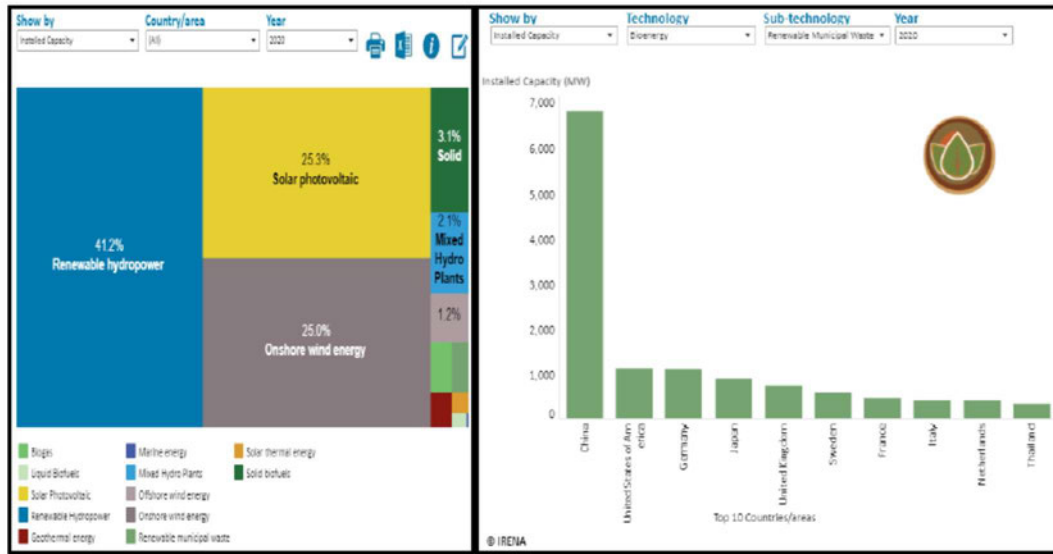 Show by
Country/area
Year
Installed Capacity
(All)
2020
41.2%
Renewable hydropower
25.3%
Solar photovoltaic
25.0%
Onshore wind energy
3.1%
Solid
2.1%
Mixed
Hydro
Plants
1.2%
Biogas
Marine energy
Solar thermal energy
Liquid Biofuels
Mixed Hydro Plants
Solid biofuels
Solar Photovoltaic
Offshore wind energy
Renewable Hydropower
Onshore wind energy
Geothermal energy
Renewable municipal waste
Show by
Technology
Sub-technology
Year
Installed Capacity
Bioenergy
Renewable Municipal Waste
2020
Installed Capacity (MW)
7,000
6,000
5,000
4,000
3,000
2,000
1,000
0
China
United States of Am
erica
Germany
Japan
United Kingdom
Sweden
France
Italy
Netherlands
Thailand
Top 10 Countries/areas
© IRENA